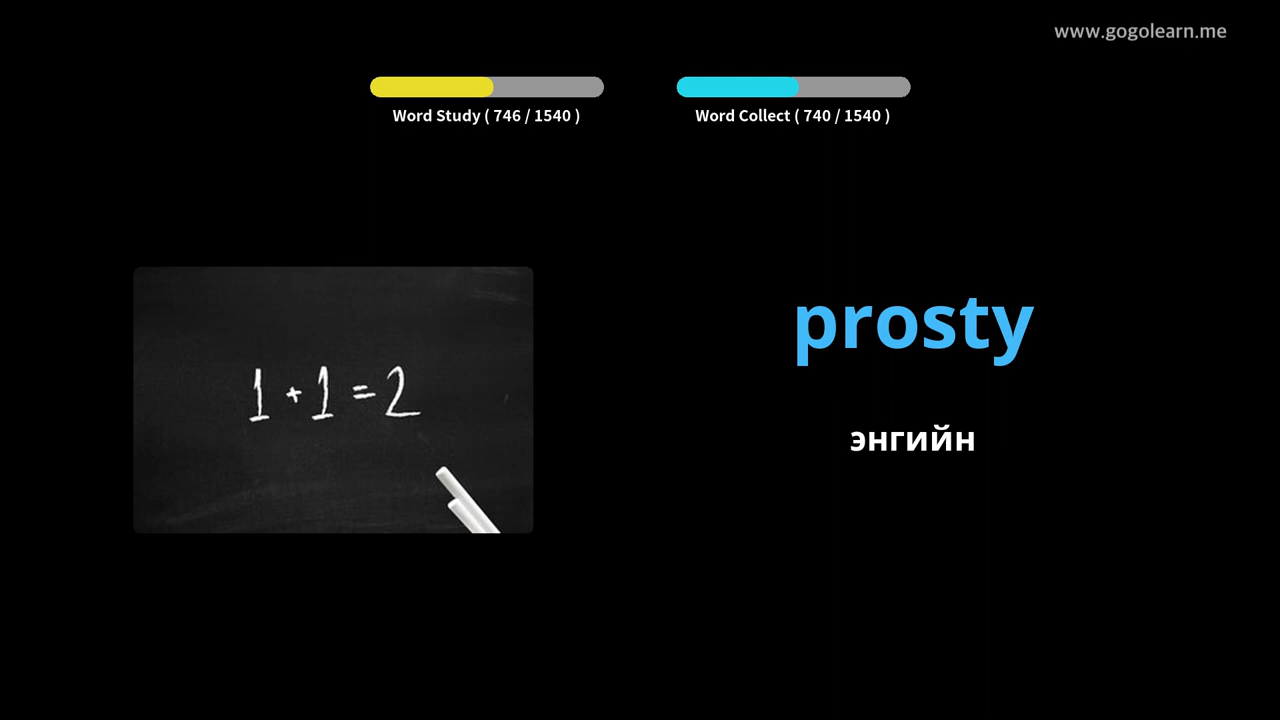 www.gogolearn.me
Word Study ( 746 / 1540 )
Word Collect ( 740 / 1540 )
1 + 1 = 2
prosty
энгийн